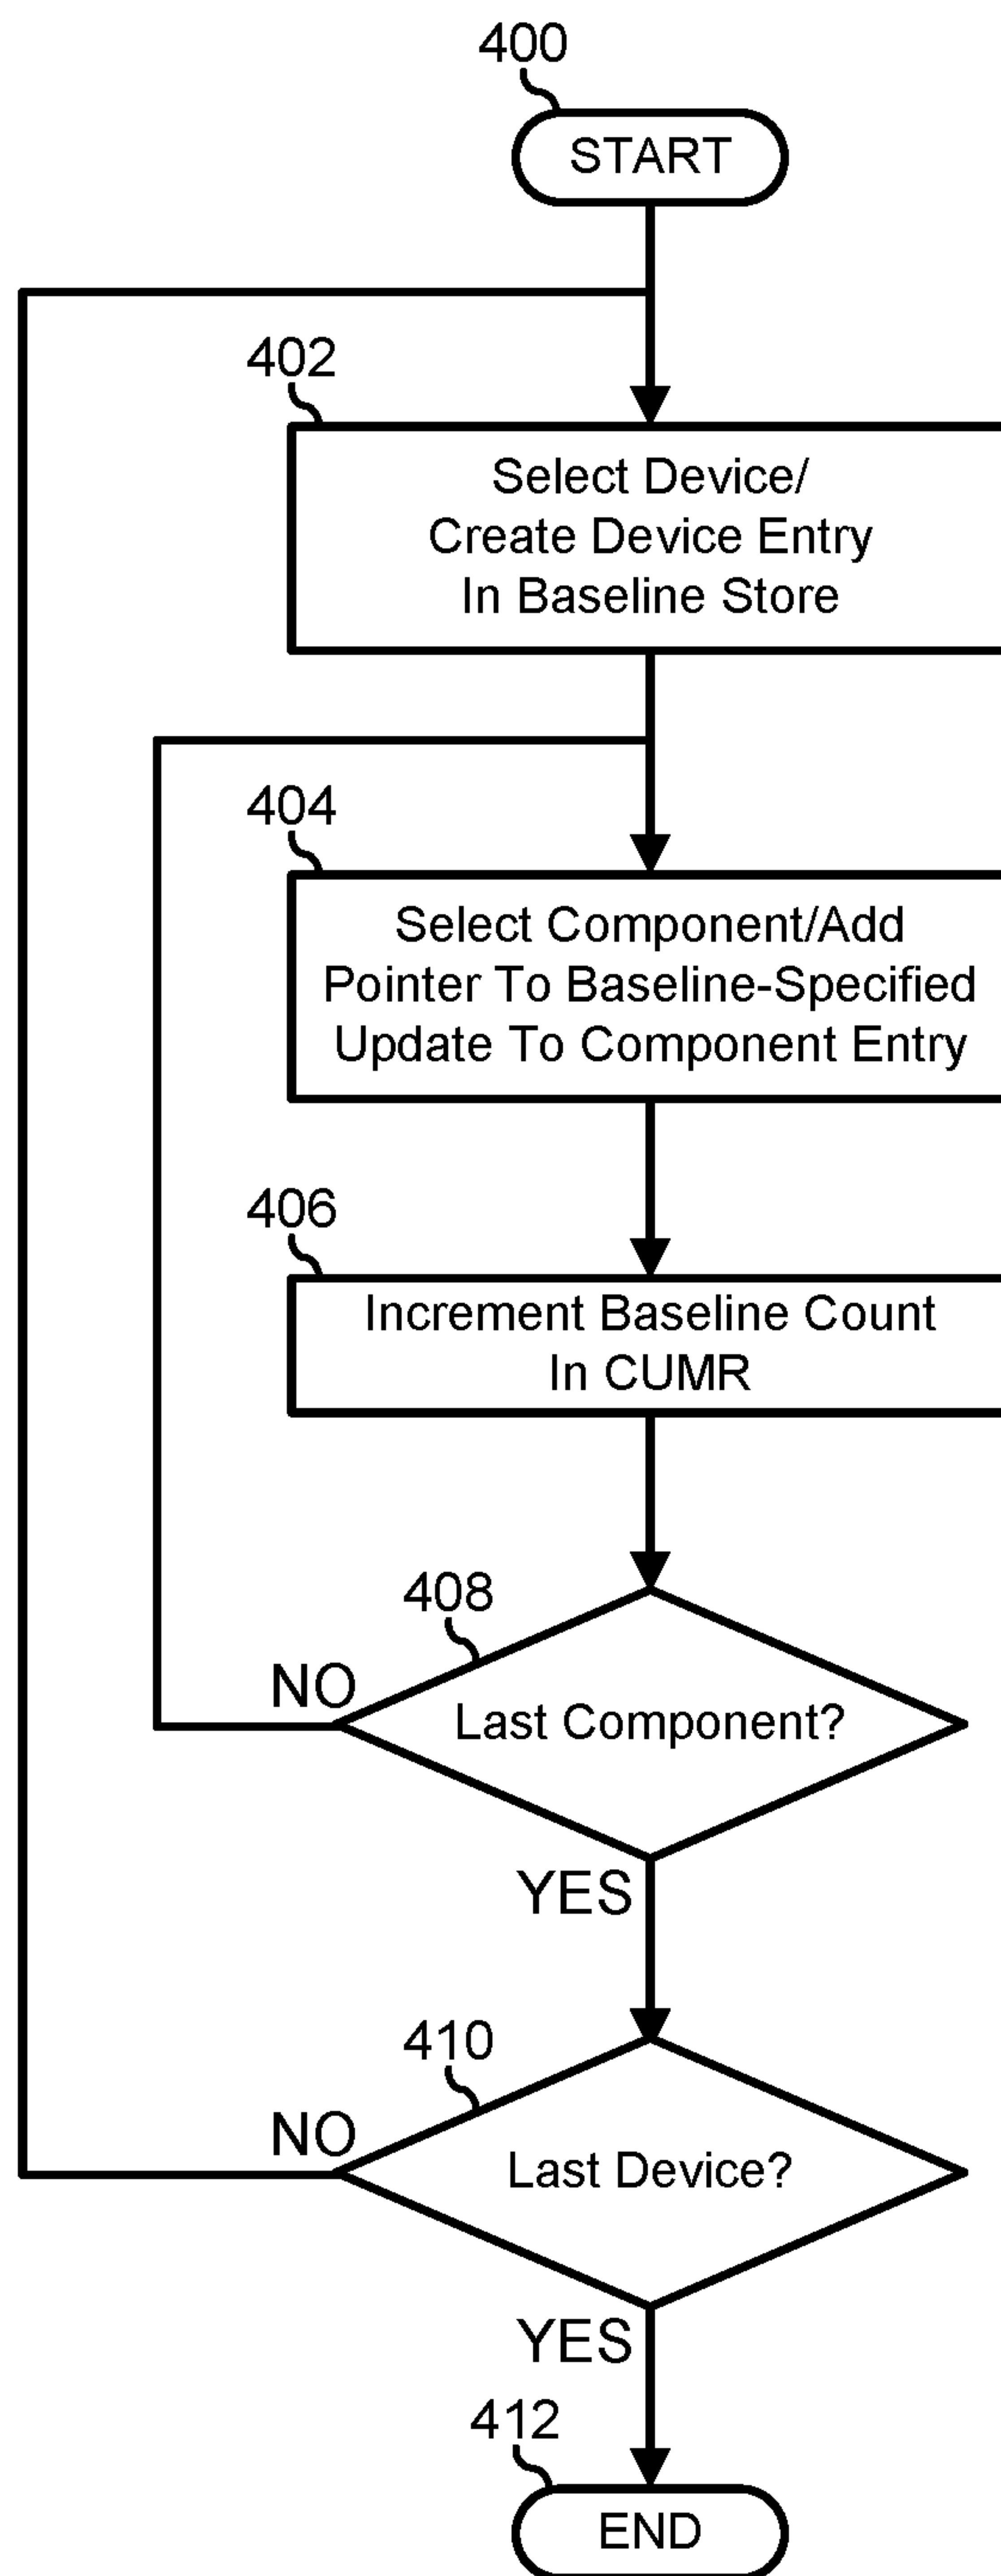 400
START
402
Select Device/
Create Device Entry
In Baseline Store
404
Select Component/Add
Pointer To Baseline-Specified
Update To Component Entry
406
Increment Baseline Count
In CUMR
408
NO
Last Component?
YES
410
NO
Last Device?
YES
412
END